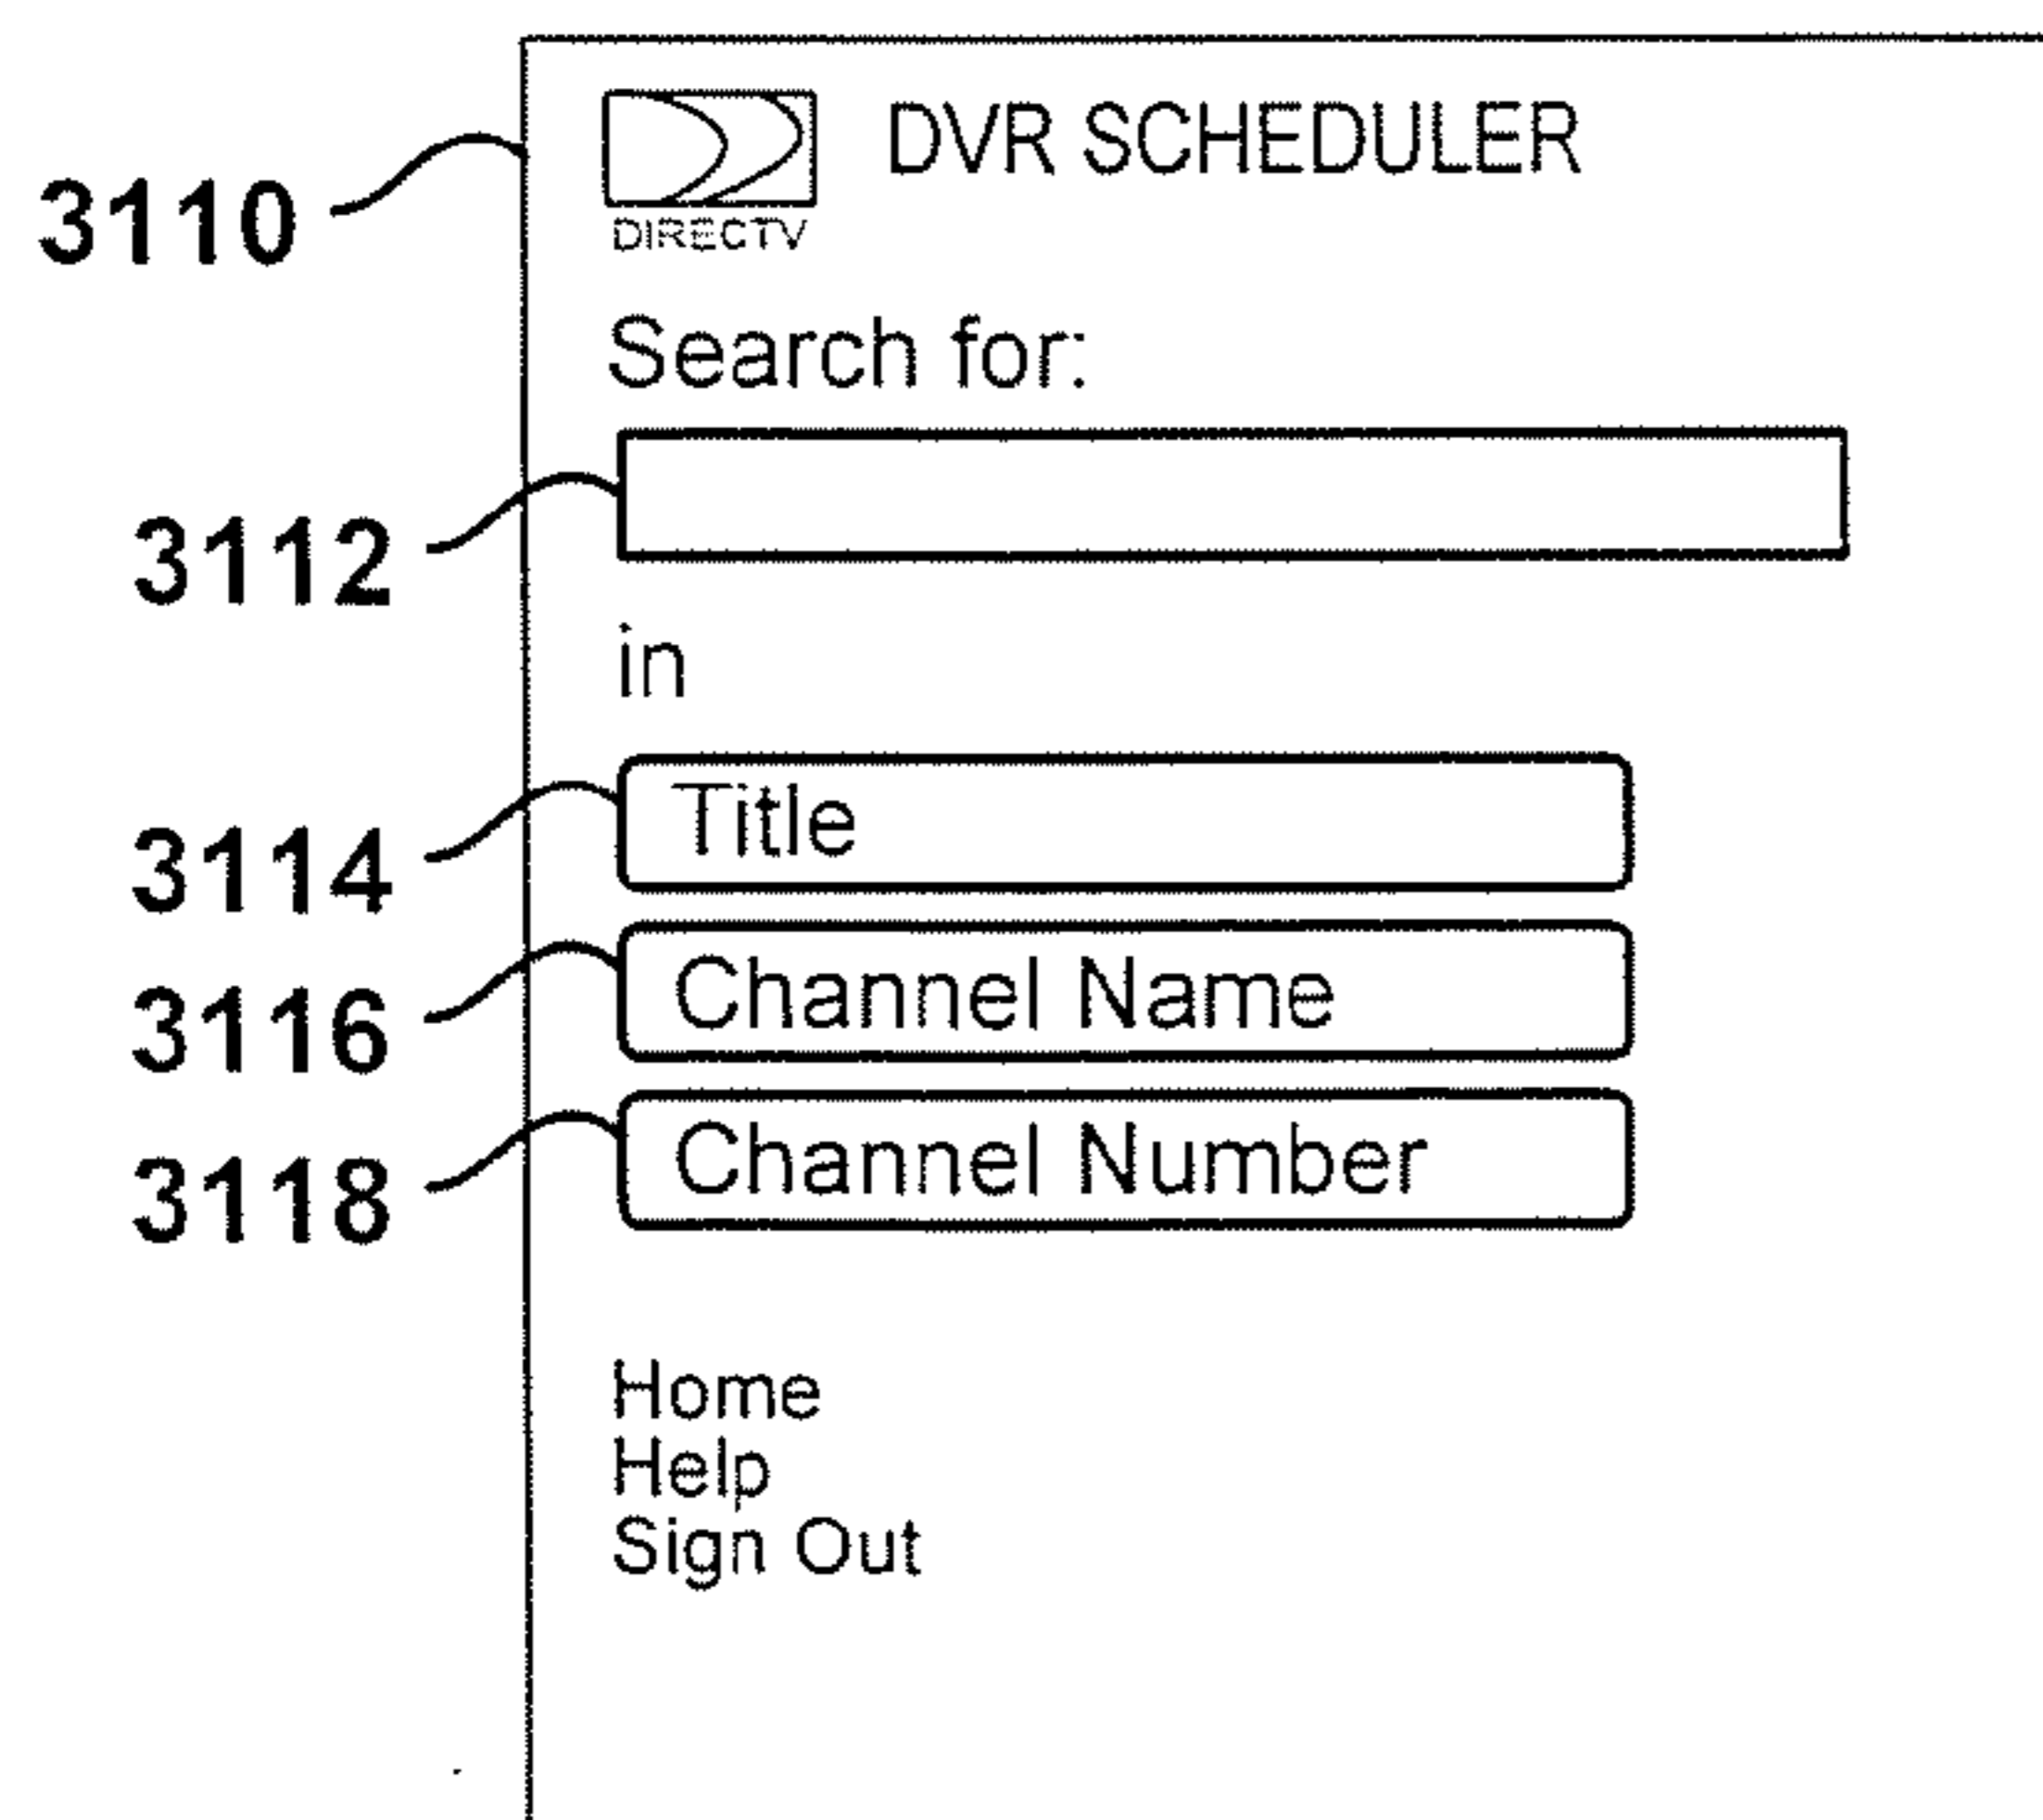 3110
DVR SCHEDULER
DIRECTV
Search for:
3112
in
3114
Title
3116
Channel Name
3118
Channel Number
Home
Help
Sign Out